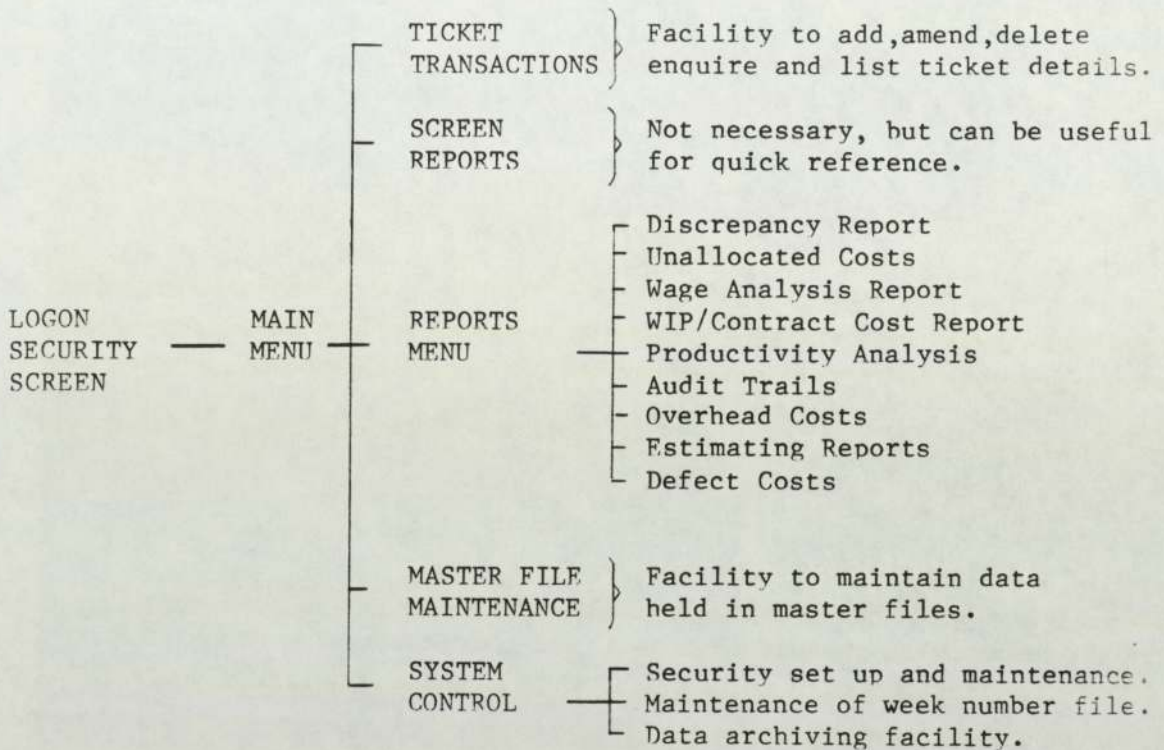 TICKET
TRANSACTIONS
Facility to add,amend,delete
enquire and list ticket details.
SCREEN
REPORTS
Not necessary, but can be useful
for quick reference.
LOGON
SECURITY
SCREEN
MAIN
MENU
REPORTS
MENU
Discrepancy Report
Unallocated Costs
Wage Analysis Report
WIP/Contract Cost Report
Productivity Analysis
Audit Trails
Overhead Costs
Estimating Reports
Defect Costs
MASTER FILE
MAINTENANCE
Facility to maintain data
held in master files.
SYSTEM
CONTROL
Security set up and maintenance.
Maintenance of week number file.
Data archiving facility.